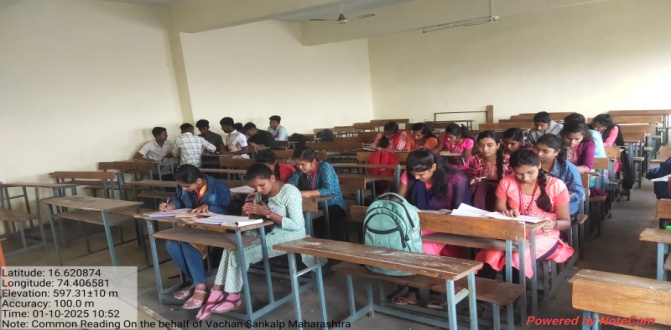 Latitude: 16.620874
Longitude: 74.406581
Elevation: 597.31±10 m
Accuracy: 100.0 m
Time: 01-10-2025 10:52
Note: Common Reading On the behalf of Vachan Sankalp Maharashtra
Powered by NoteCam